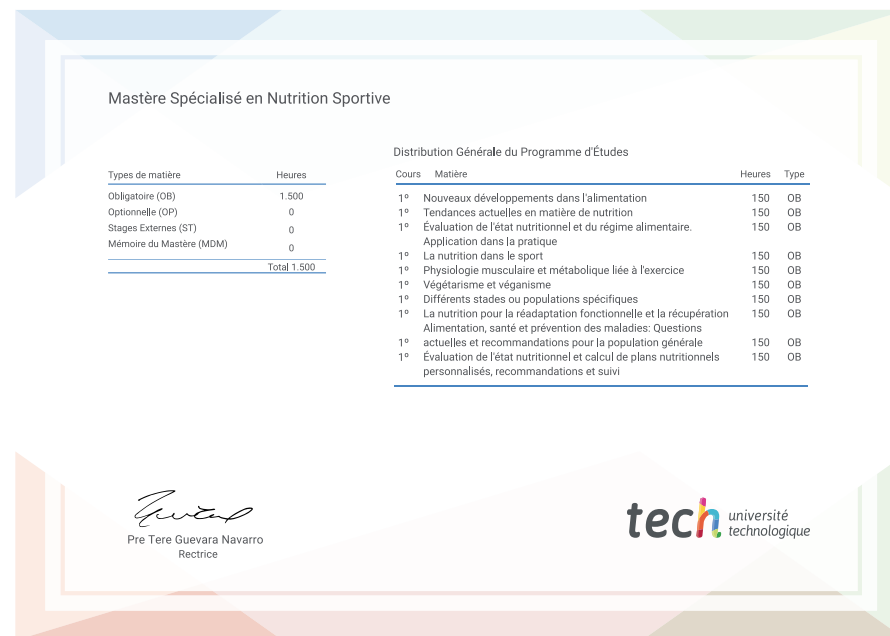 Mastère Spécialisé en Nutrition Sportive
Types de matière Heures
Obligatoire (OB) 1.500
Optionnelle (OP) 0
Stages Externes (ST) 0
Mémoire du Mastère (MDM) 0
Total 1.500
Distribution Générale du Programme d'Études
Cours Matière Heures Type
1º Nouveaux développements dans l'alimentation 150 OB
1º Tendances actuelles en matière de nutrition 150 OB
1º Évaluation de l'état nutritionnel et du régime alimentaire. 150 OB
Application dans la pratique
1º La nutrition dans le sport 150 OB
1º Physiologie musculaire et métabolique liée à l'exercice 150 OB
1º Végétarisme et véganisme 150 OB
1º Différents stades ou populations spécifiques 150 OB
1º La nutrition pour la réadaptation fonctionnelle et la récupération 150 OB
Alimentation, santé et prévention des maladies: Questions
1º actuelles et recommandations pour la population générale 150 OB
1º Évaluation de l'état nutritionnel et calcul de plans nutritionnels 150 OB
personnalisés, recommandations et suivi
Pre Tere Guevara Navarro
Rectrice
tech université
technologique